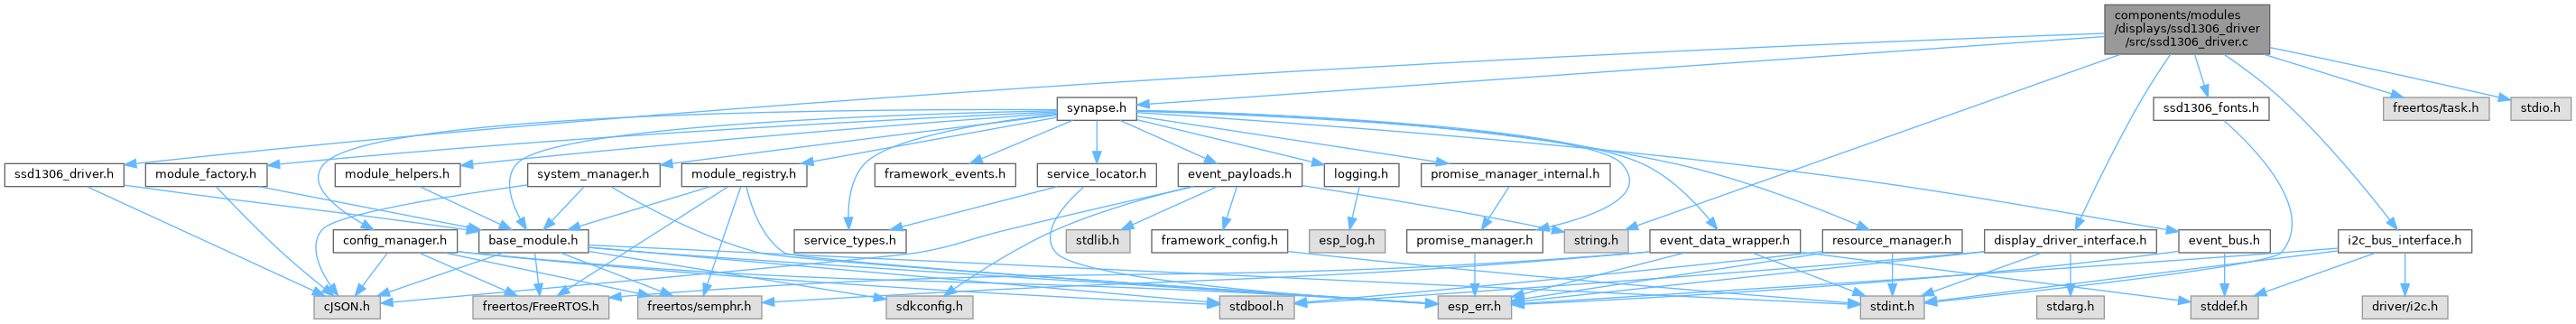 components/modules
/displays/ssd1306_driver
/src/ssd1306_driver.c
synapse.h
ssd1306_fonts.h
freertos/task.h
stdio.h
ssd1306_driver.h
module_factory.h
module_helpers.h
system_manager.h
module_registry.h
framework_events.h
service_locator.h
event_payloads.h
logging.h
promise_manager_internal.h
config_manager.h
base_module.h
service_types.h
stdlib.h
framework_config.h
esp_log.h
promise_manager.h
string.h
event_data_wrapper.h
resource_manager.h
display_driver_interface.h
event_bus.h
i2c_bus_interface.h
cJSON.h
freertos/FreeRTOS.h
freertos/semphr.h
sdkconfig.h
stdbool.h
esp_err.h
stdint.h
stdarg.h
stddef.h
driver/i2c.h